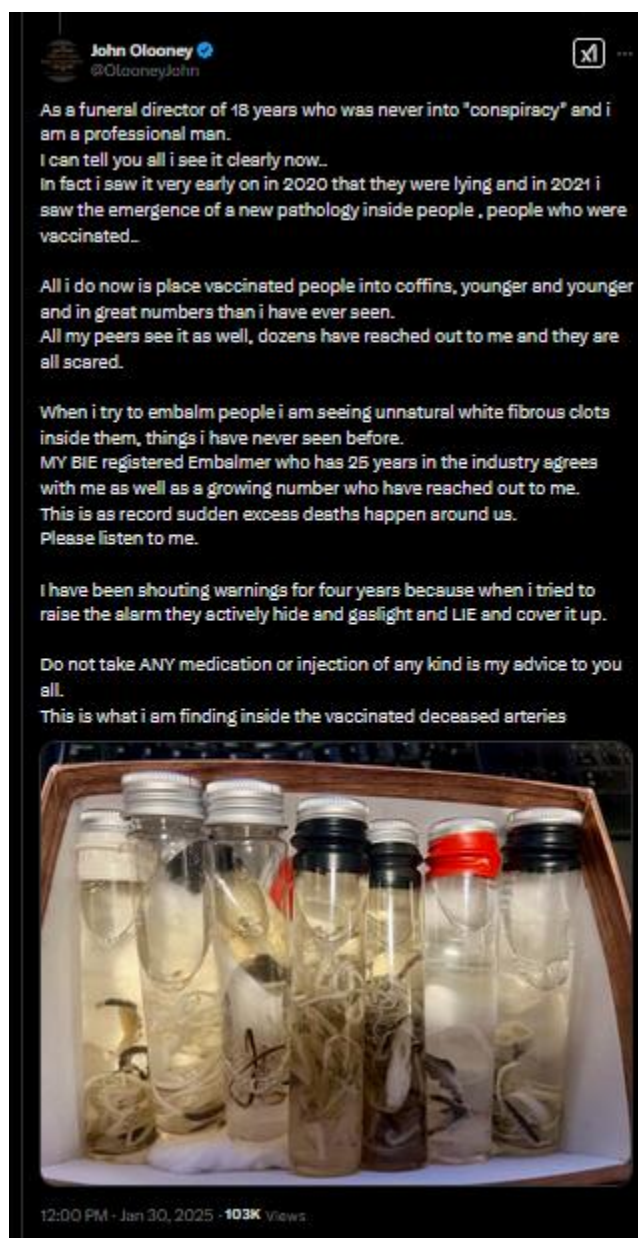 John Olooney
@OlooneyJohn
As a funeral director of 18 years who was never into "conspiracy" and i
am a professional man.
I can tell you all i see it clearly now..
In fact i saw it very early on in 2020 that they were lying and in 2021 i
saw the emergence of a new pathology inside people , people who were
vaccinated..
All i do now is place vaccinated people into coffins, younger and younger
and in great numbers than i have ever seen.
All my peers see it as well, dozens have reached out to me and they are
all scared.
When i try to embalm people i am seeing unnatural white fibrous clots
inside them, things i have never seen before.
MY BIE registered Embalmer who has 25 years in the industry agrees
with me as well as a growing number who have reached out to me.
This is as record sudden excess deaths happen around us.
Please listen to me.
I have been shouting warnings for four years because when i tried to
raise the alarm they actively hide and gaslight and LIE and cover it up.
Do not take ANY medication or injection of any kind is my advice to you
all.
This is what i am finding inside the vaccinated deceased arteries
12:00 PM · Jan 30, 2025 · 103K Views